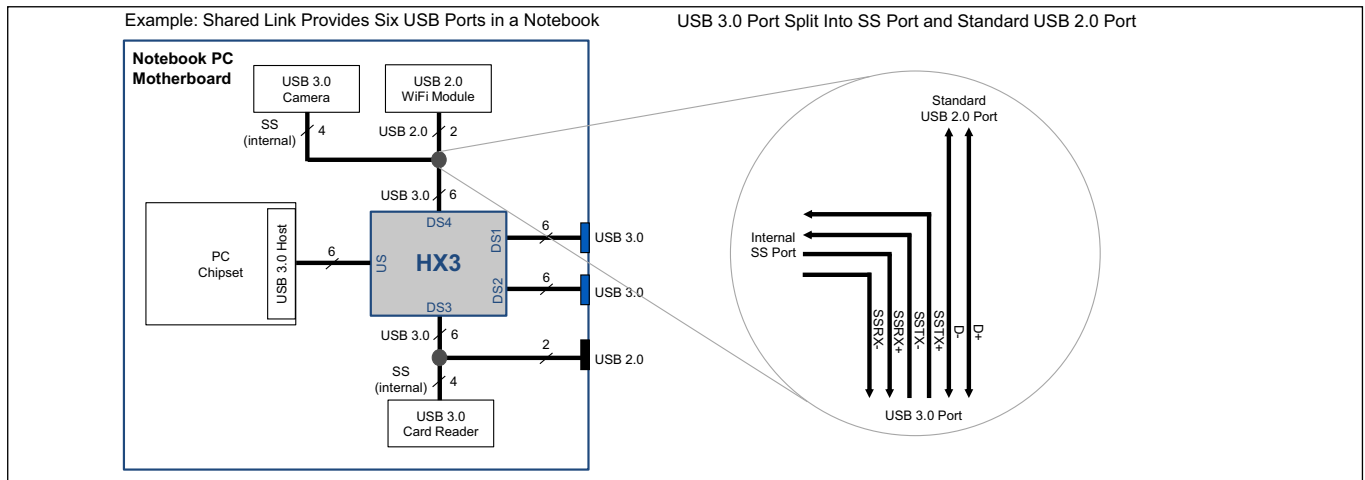 Example: Shared Link Provides Six USB Ports in a Notebook
USB 3.0 Port Split Into SS Port and Standard USB 2.0 Port
Notebook PC
Motherboard
USB 3.0
Camera
USB 2.0
WiFi Module
SS
(internal)
4
USB 2.0
2
USB 3.0
6
DS4
PC
Chipset
USB 3.0 Host
6
US
HX3
DS1
6
USB 3.0
DS2
6
USB 3.0
DS3
USB 3.0
6
2
USB 2.0
SS
(internal)
4
USB 3.0
Card Reader
Standard
USB 2.0 Port
Internal
SS Port
SSRX-
SSRX+
SSTX-
SSTX+
D-
D+
USB 3.0 Port